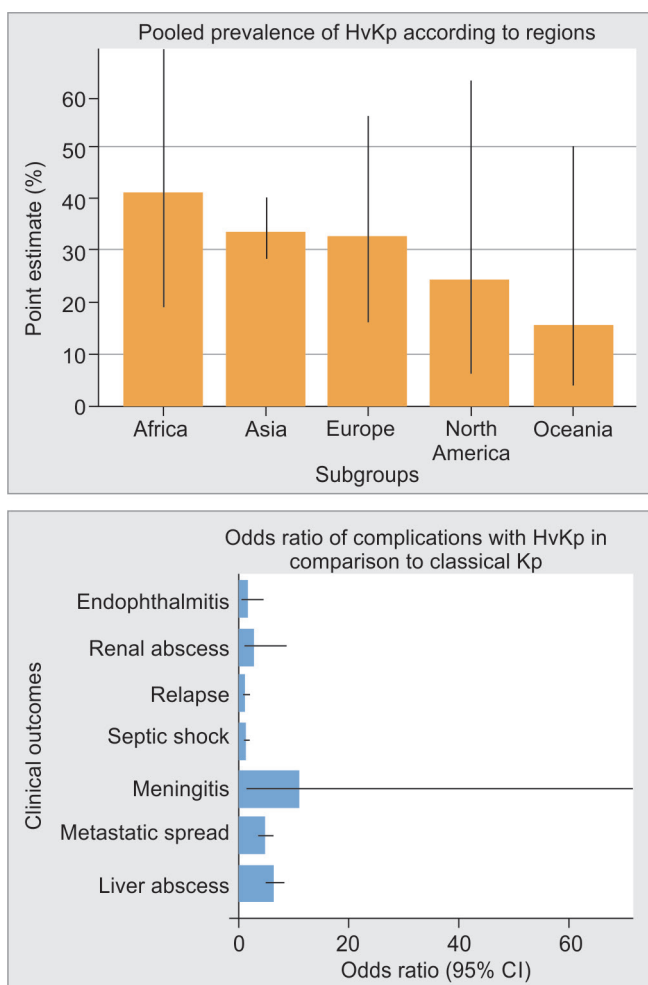 Pooled prevalence of HvKp according to regions
Point estimate (%)
60
50
40
30
20
10
0
Africa
Asia
Europe
North
America
Oceania
Subgroups
Odds ratio of complications with HvKp in
comparison to classical Kp
Clinical outcomes
Endophthalmitis
Renal abscess
Relapse
Septic shock
Meningitis
Metastatic spread
Liver abscess
0
20
40
60
Odds ratio (95% CI)